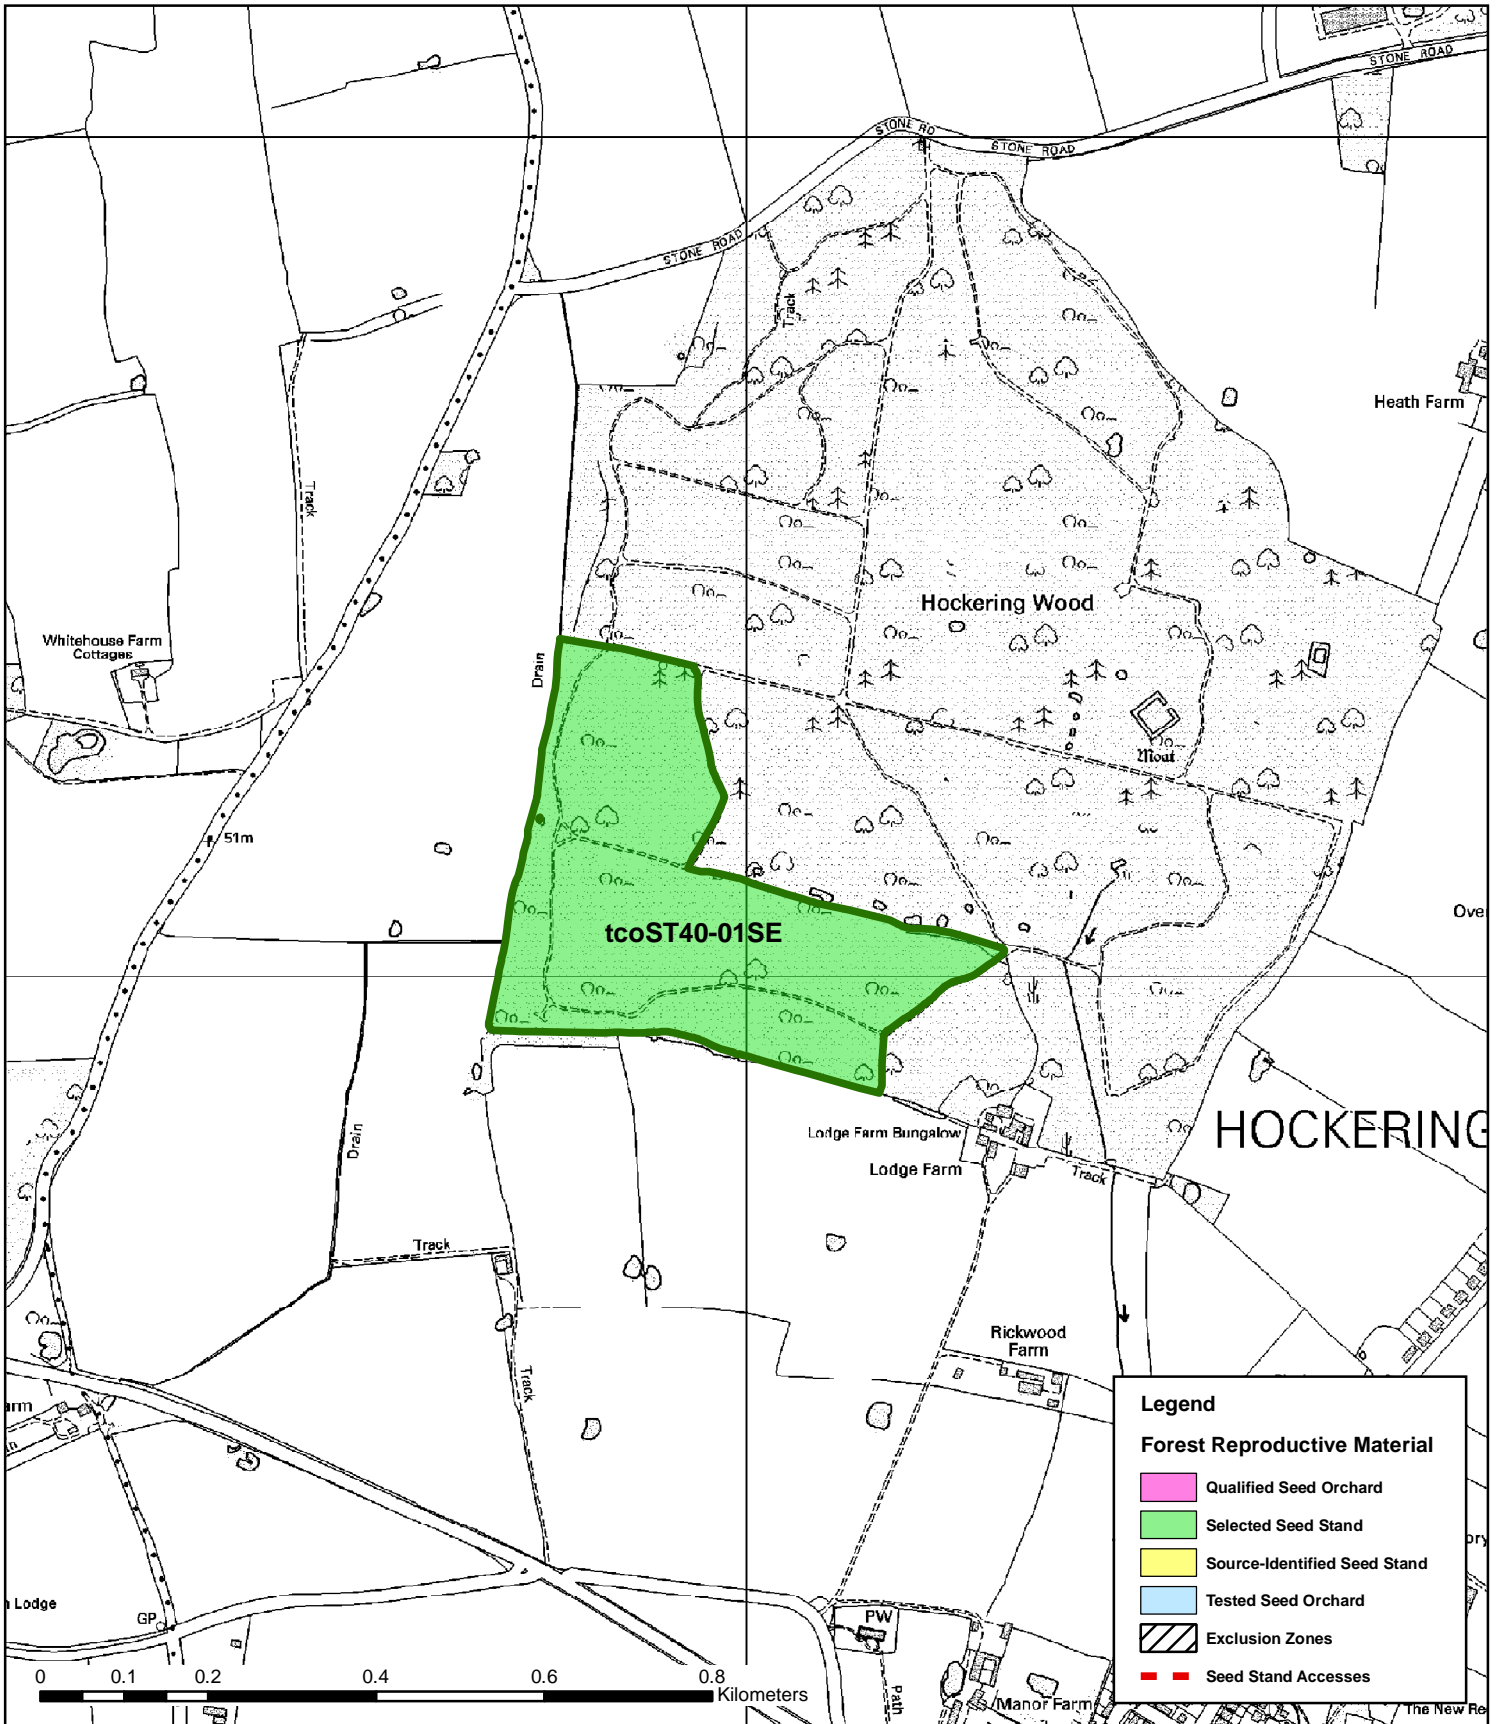 STONE ROAD
STONE RD
STONE ROAD
STONE ROAD
Track
Heath Farm
Track
Hockering Wood
Whitehouse Farm
Cottages
Drain
Moat
51m
tcoST40-01SE
HOCKERING
Lodge Farm Bungalow
Lodge Farm
Track
Drain
Track
Rickwood
Farm
Track
Lodge
GP
PW
Path
Manor Farm
The New
0 0.1 0.2 0.4 0.6 0.8
Kilometers
Legend
Forest Reproductive Material
Qualified Seed Orchard
Selected Seed Stand
Source-Identified Seed Stand
Tested Seed Orchard
Exclusion Zones
Seed Stand Accesses